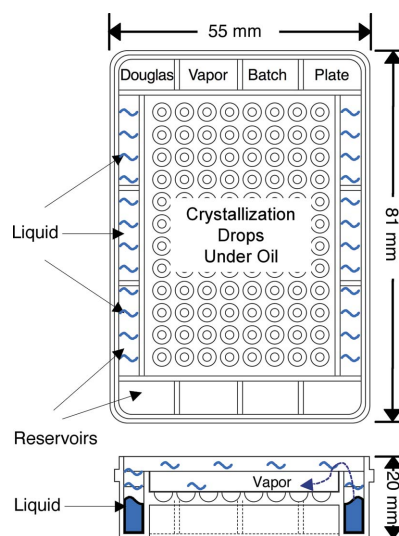 55 mm
Douglas Vapor Batch Plate
Liquid
Crystallization
Drops
Under Oil
81 mm
Reservoirs
Vapor
Liquid
20 mm